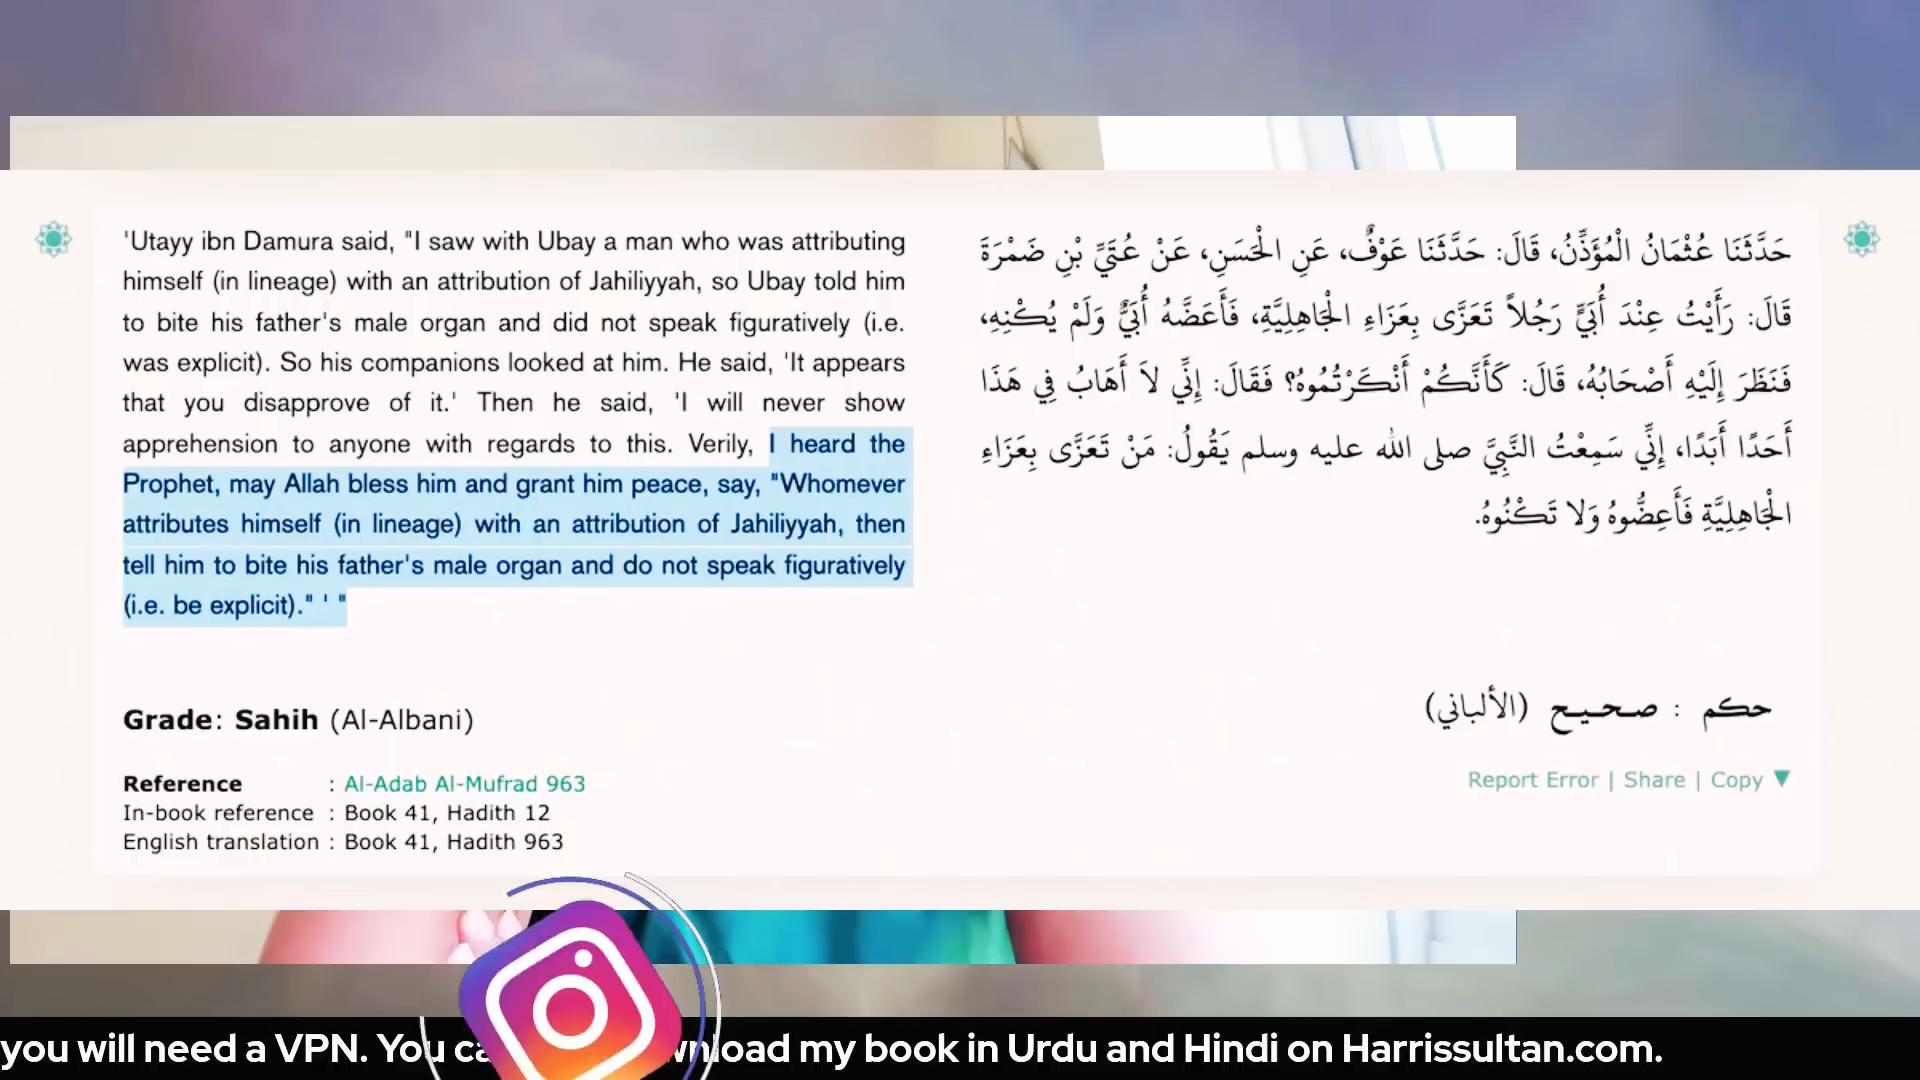 'Utayy ibn Damura said, "I saw with Ubay a man who was attributing
himself (in lineage) with an attribution of Jahiliyyah, so Ubay told him
to bite his father's male organ and did not speak figuratively (i.e.
was explicit). So his companions looked at him. He said, 'It appears
that you disapprove of it.' Then he said, 'I will never show
apprehension to anyone with regards to this. Verily, I heard the
Prophet, may Allah bless him and grant him peace, say, "Whomever
attributes himself (in lineage) with an attribution of Jahiliyyah, then
tell him to bite his father's male organ and do not speak figuratively
(i.e. be explicit)." ' "
حَدَّثَنَا عُثْمَانُ الْمُؤَذِّنُ، قَالَ: حَدَّثَنَا عَوْفٌ، عَنِ الْحَسَنِ، عَنْ عُتَيِّ بْنِ ضَمْرَةَ
قَالَ: رَأَيْتُ عِنْدَ أُبَيٍّ رَجُلاً تَعَزَّى بِعَزَاءِ الْجَاهِلِيَّةِ، فَأَعَضَّهُ أُبَيٌّ وَلَمْ يُكْنِهِ،
فَنَظَرَ إِلَيْهِ أَصْحَابُهُ، قَالَ: كَأَنَّكُمْ أَنْكَرْتُمُوهُ؟ فَقَالَ: إِنِّي لاَ أَهَابُ فِي هَذَا
أَحَدًا أَبَدًا، إِنِّي سَمِعْتُ النَّبِيَّ صلى الله عليه وسلم يَقُولُ: مَنْ تَعَزَّى بِعَزَاءِ
الْجَاهِلِيَّةِ فَأَعِضُّوهُ وَلا تَكْنُوهُ.
Grade: Sahih (Al-Albani)
حكم : صحيح (الألباني)
Reference : Al-Adab Al-Mufrad 963
In-book reference : Book 41, Hadith 12
English translation : Book 41, Hadith 963
Report Error | Share | Copy ▼
you will need a VPN. You my book in Urdu and Hindi on Harrissultan.com.